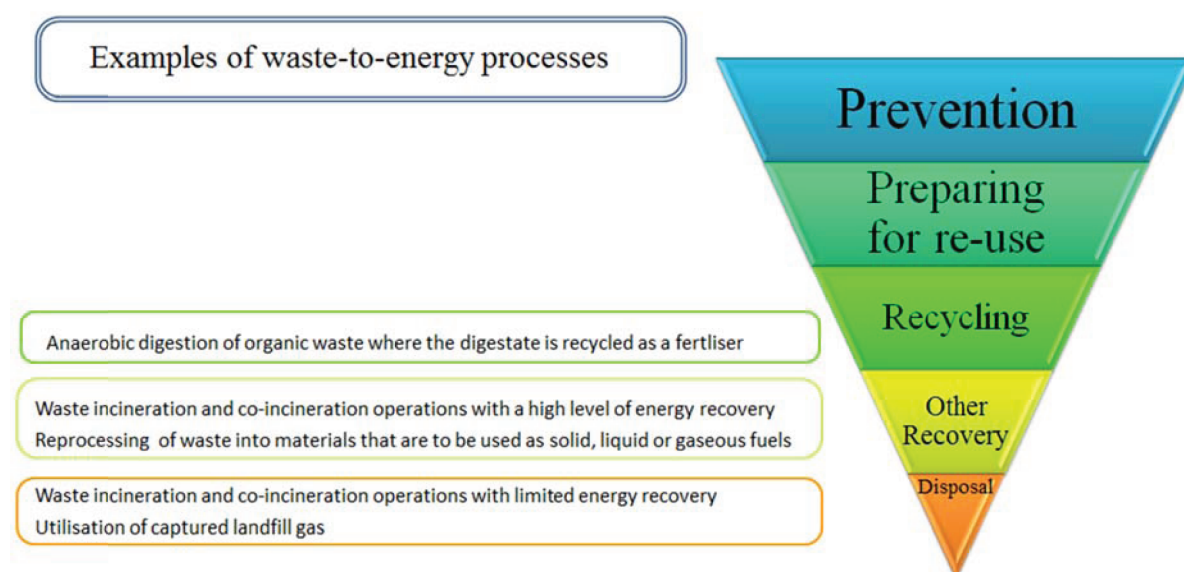 Examples of waste-to-energy processes
Prevention
Preparing
for re-use
Recycling
Anaerobic digestion of organic waste where the digestate is recycled as a fertliser
Other
Recovery
Waste incineration and co-incineration operations with a high level of energy recovery
Reprocessing of waste into materials that are to be used as solid, liquid or gaseous fuels
Disposal
Waste incineration and co-incineration operations with limited energy recovery
Utilisation of captured landfill gas